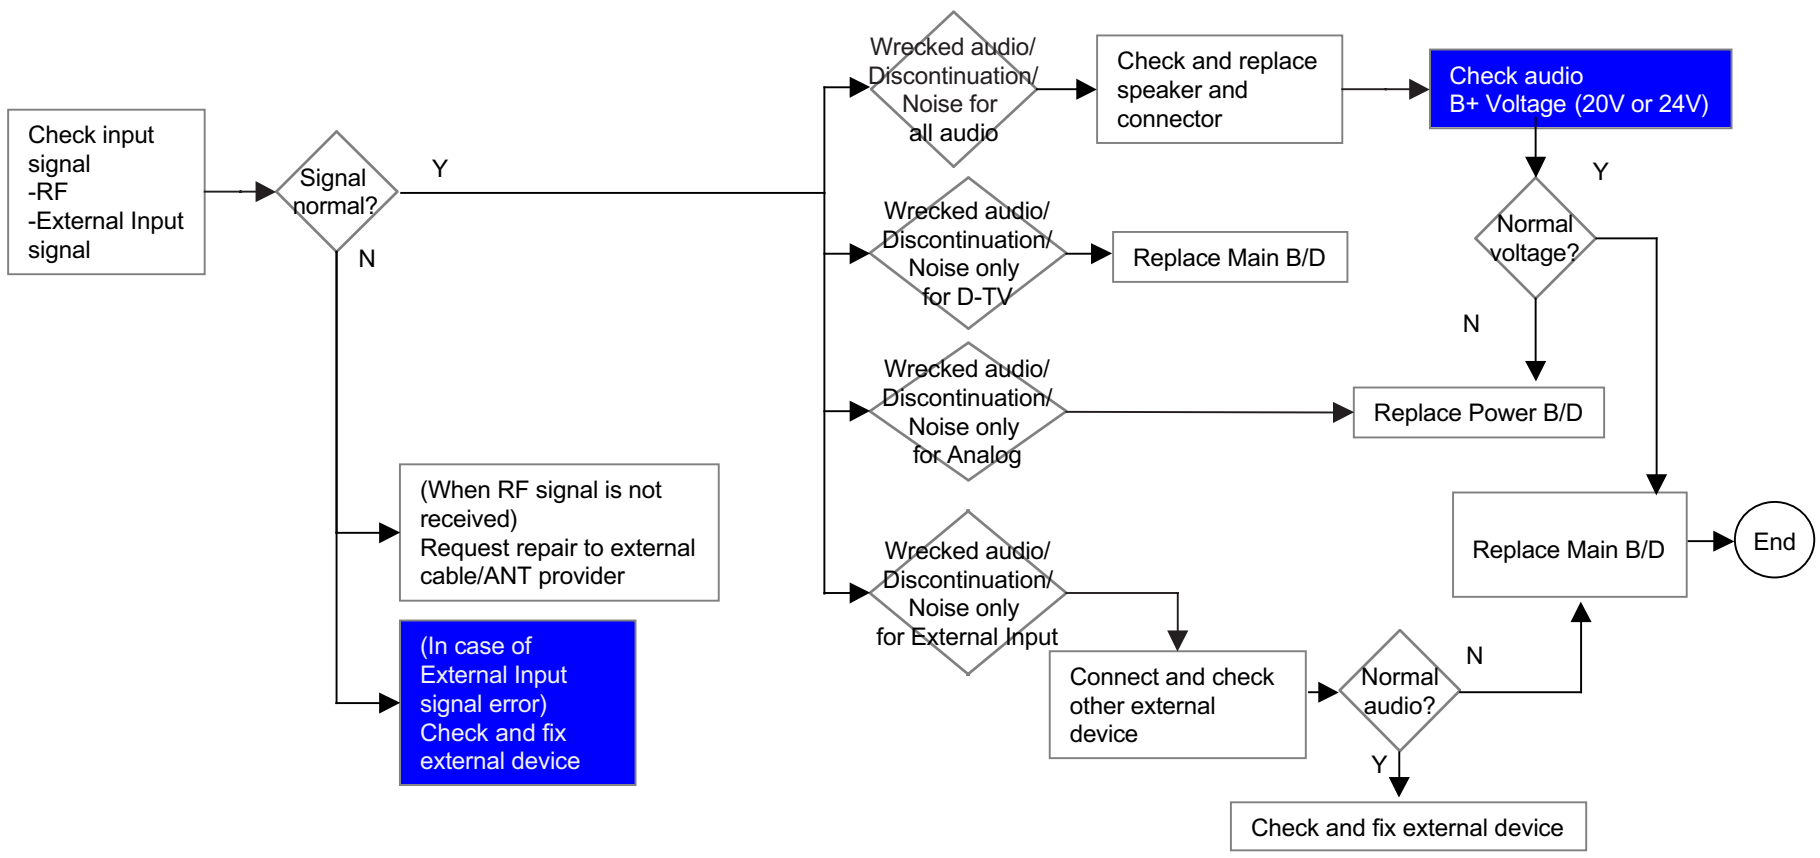 Check input
signal
-RF
-External Input
signal
Signal
normal?
Y
N
(When RF signal is not
received)
Request repair to external
cable/ANT provider
(In case of
External Input
signal error)
Check and fix
external device
Wrecked audio/
Discontinuation/
Noise for
all audio
Check and replace
speaker and
connector
Check audio
B+ Voltage (20V or 24V)
Y
Normal
voltage?
N
Wrecked audio/
Discontinuation/
Noise only
for D-TV
Replace Main B/D
Wrecked audio/
Discontinuation/
Noise only
for Analog
Replace Power B/D
Wrecked audio/
Discontinuation/
Noise only
for External Input
Connect and check
other external
device
Normal
audio?
N
Y
Replace Main B/D
End
Check and fix external device